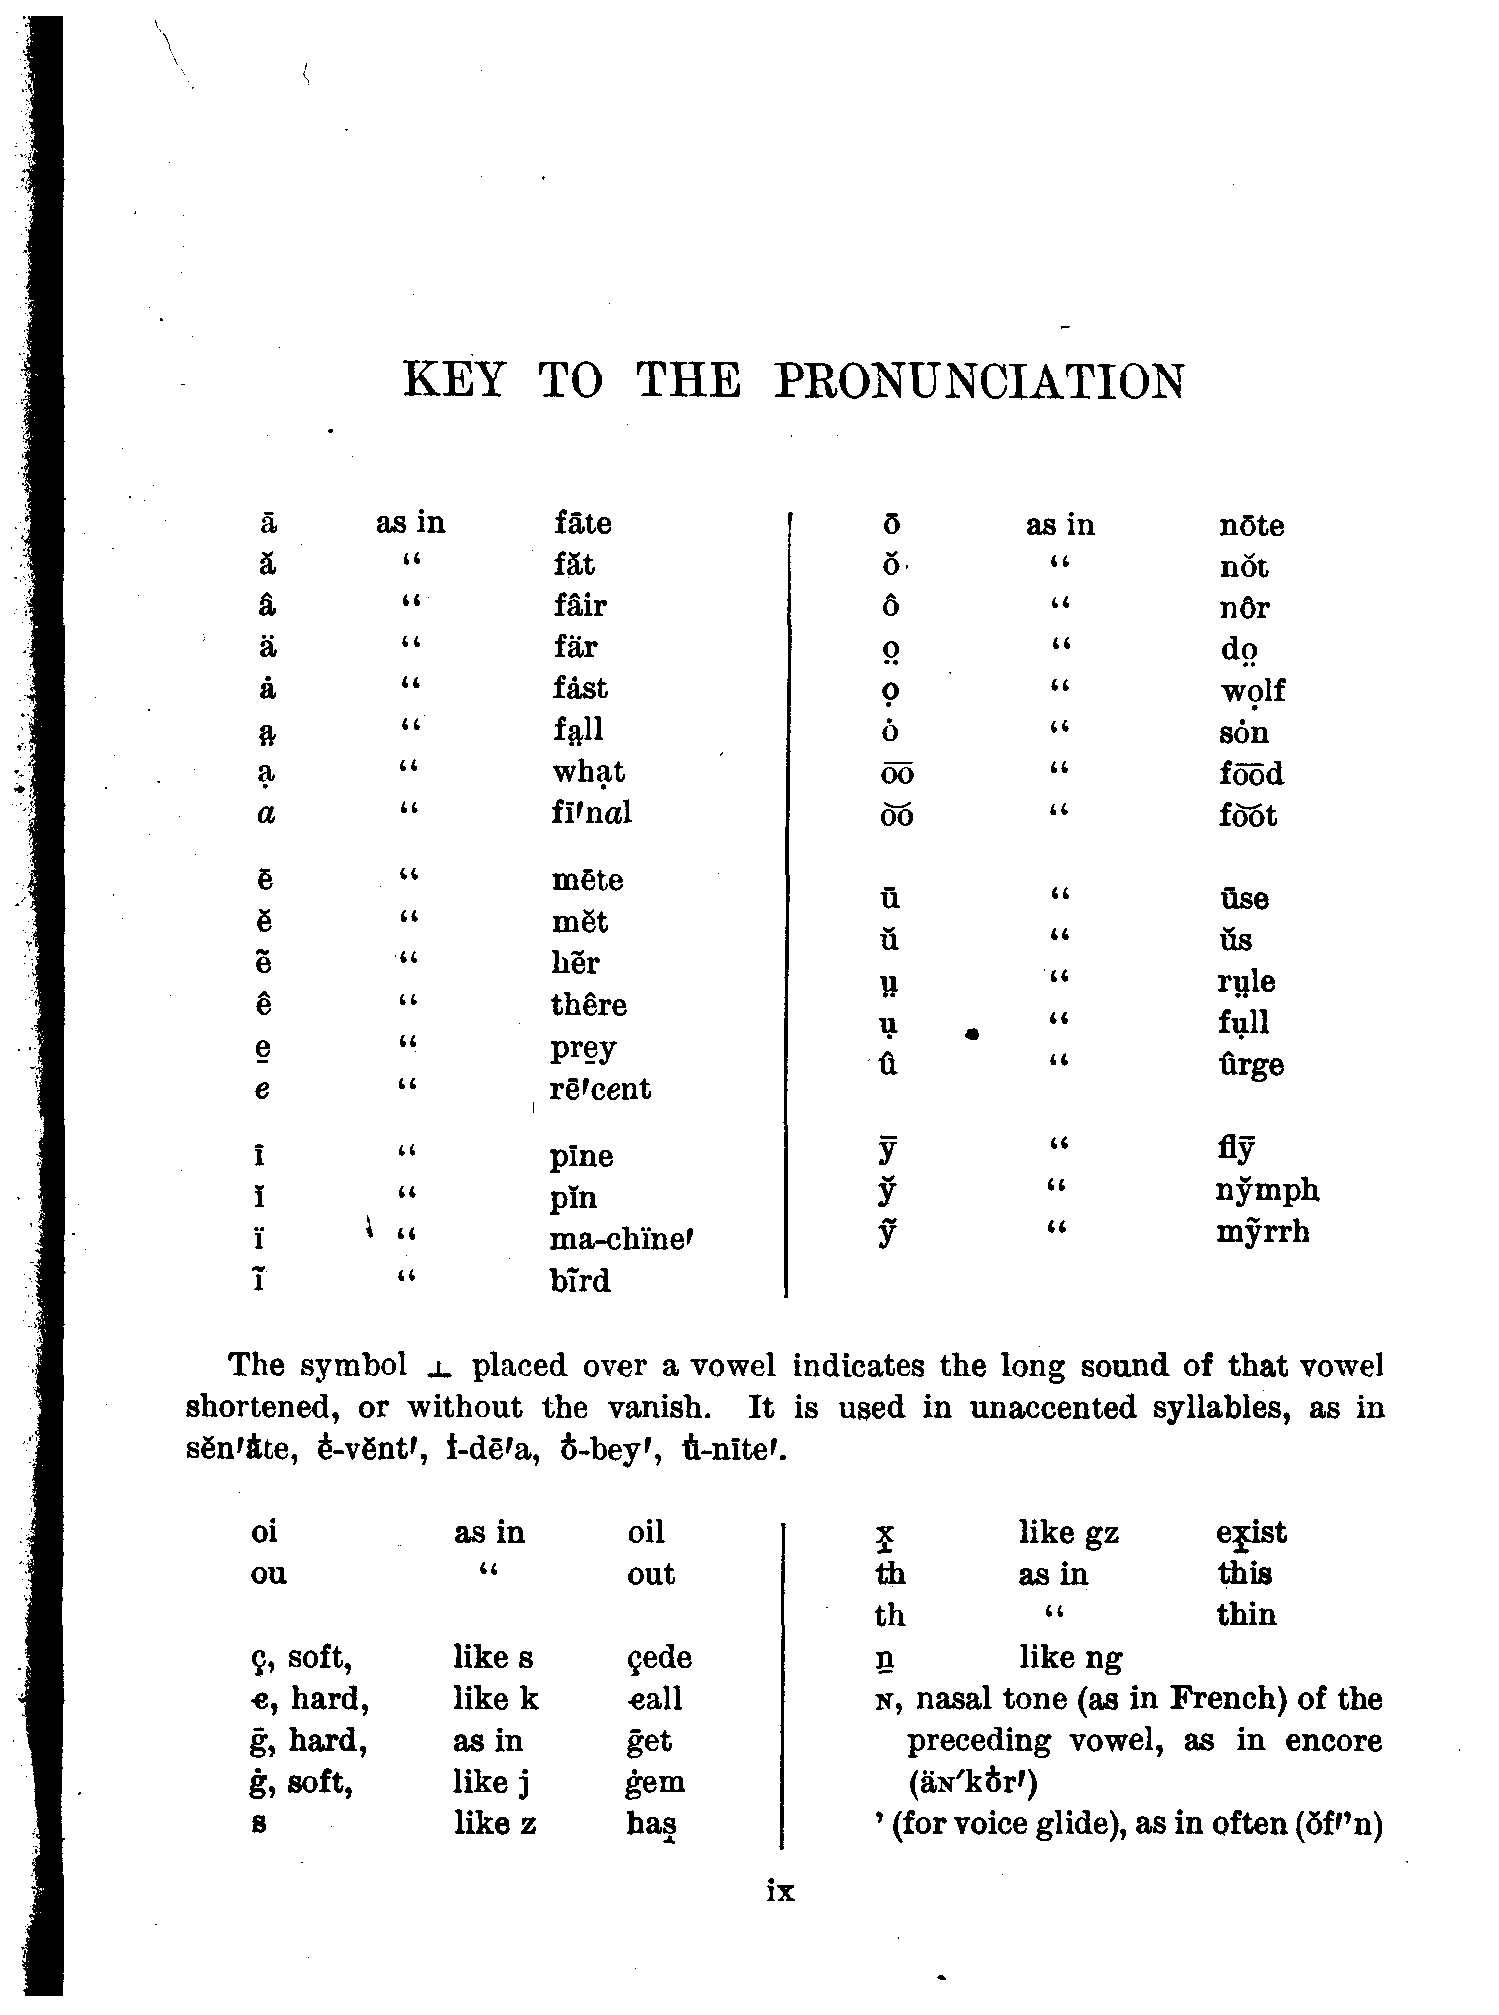 KEY TO THE PRONUNCIATION
ā as in fāte
ă “ făt
â “ fâir
ä “ fär
ȧ “ fȧst
a̤ “ fa̤ll
ạ “ whạt
a “ fī′nal
ē “ mēte
ĕ “ mĕt
ẽ “ hẽr
ê “ thêre
e̱ “ pre̱y
e “ rē′cent
ī “ pīne
ĭ “ pĭn
ï “ ma-chïne′
ĩ “ bĩrd
ō as in nōte
ŏ “ nŏt
ô “ nôr
o̤ “ do̤
ọ “ wọlf
ȯ “ sȯn
o͞o “ fo͞od
o͝o “ fo͝ot
ū “ ūse
ŭ “ ŭs
ṳ “ rṳle
ụ “ fụll
û “ ûrge
ȳ “ flȳ
y̆ “ ny̆mph
ỹ “ mỹrrh
The symbol ⊥ placed over a vowel indicates the long sound of that vowel
shortened, or without the vanish. It is used in unaccented syllables, as in
sĕn′a̍̄te, e̍̄-vĕnt′, i̍̄-dē′a, o̍̄-bey′, u̍̄-nīte′.
oi as in oil
ou “ out
ç, soft, like s çede
ꞓ, hard, like k ꞓall
ḡ, hard, as in ḡet
ġ, soft, like j ġem
s like z has̝
x̝ like gz ex̝ist
th as in this
th “ thin
ṉ like ng
ɴ, nasal tone (as in French) of the
preceding vowel, as in encore
(äɴ′ko̍̄r′)
’ (for voice glide), as in often (ŏf′’n)
ix